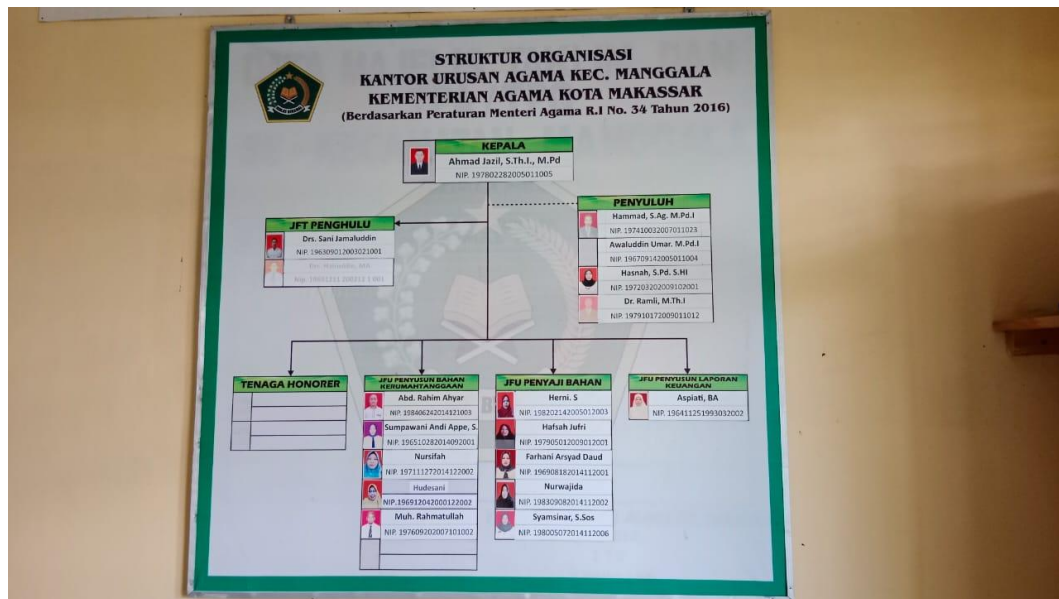 STRUKTUR ORGANISASI
KANTOR URUSAN AGAMA KEC. MANGGALA
KEMENTERIAN AGAMA KOTA MAKASSAR
(Berdasarkan Peraturan Menteri Agama R.I No. 34 Tahun 2016)
KEPALA
Ahmad Jazil, S.Th.I., M.Pd
NIP. 197802282005011005
JFT PENGHULU
Drs. Sani Jamaluddin
NIP. 196309012003021001
PENYULUH
Hammad, S.Ag. M.Pd.I
NIP. 197410032007011023
Awaluddin Umar. M.Pd.I
NIP. 196709142005011004
Hasnah, S.Pd. S.HI
NIP. 197203202009102001
Dr. Ramli, M.Th.I
NIP. 197910172009011012
TENAGA HONORER
JFU PENYUSUN BAHAN
KERUMAHTANGGAAN
Abd. Rahim Ahyar
NIP. 198406242014121003
Sumpawani Andi Appe, S.
NIP. 196510282014092001
Nursifah
NIP. 197111272014122002
Hudesani
NIP.196912042000122002
Muh. Rahmatullah
NIP. 197609202007101002
JFU PENYAJI BAHAN
Herni. S
NIP. 198202142005012003
Hafsah Jufri
NIP. 197905012009012001
Farhani Arsyad Daud
NIP. 196908182014112001
Nurwajida
NIP. 198309082014112002
Syamsinar, S.Sos
NIP. 198005072014112006
JFU PENYUSUN LAPORAN
KEUANGAN
Aspiati, BA
NIP. 196411251993032002